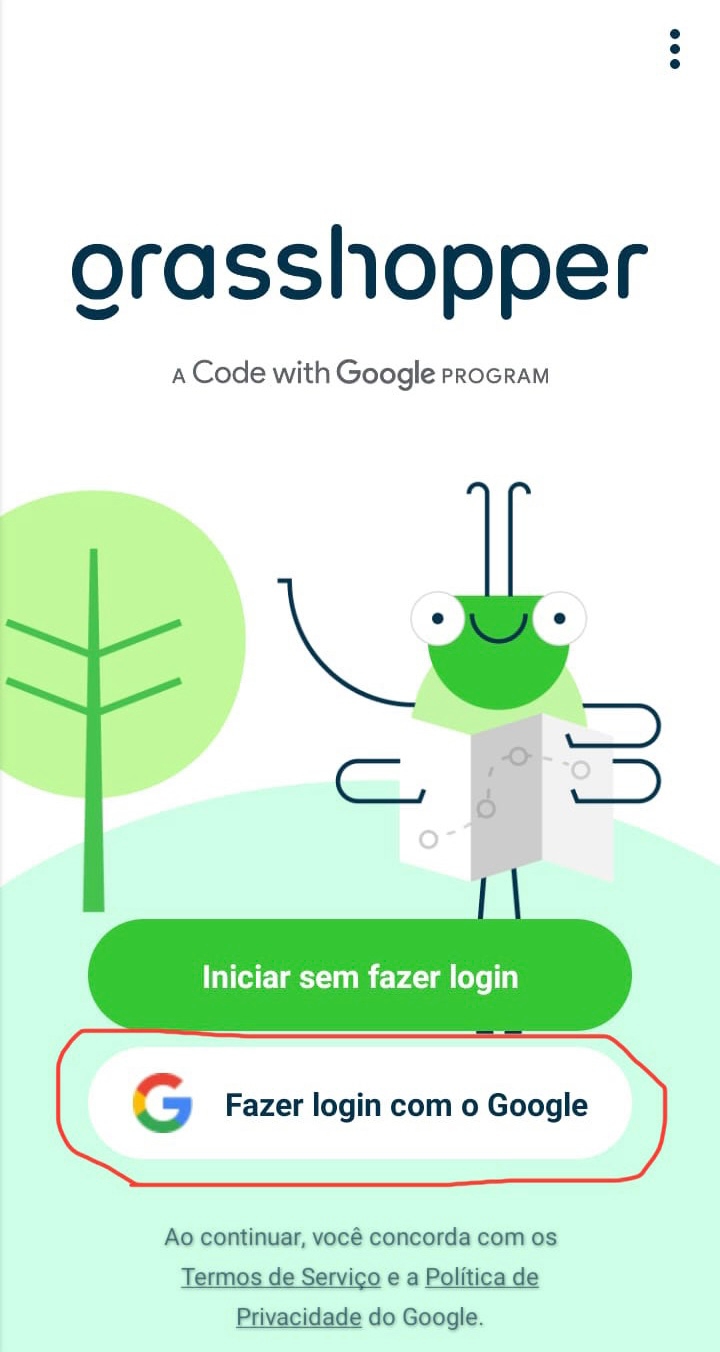 grasshopper
A Code with Google PROGRAM
Iniciar sem fazer login
Fazer login com o Google
Ao continuar, você concorda com os
Termos de Serviço e a Política de
Privacidade do Google.